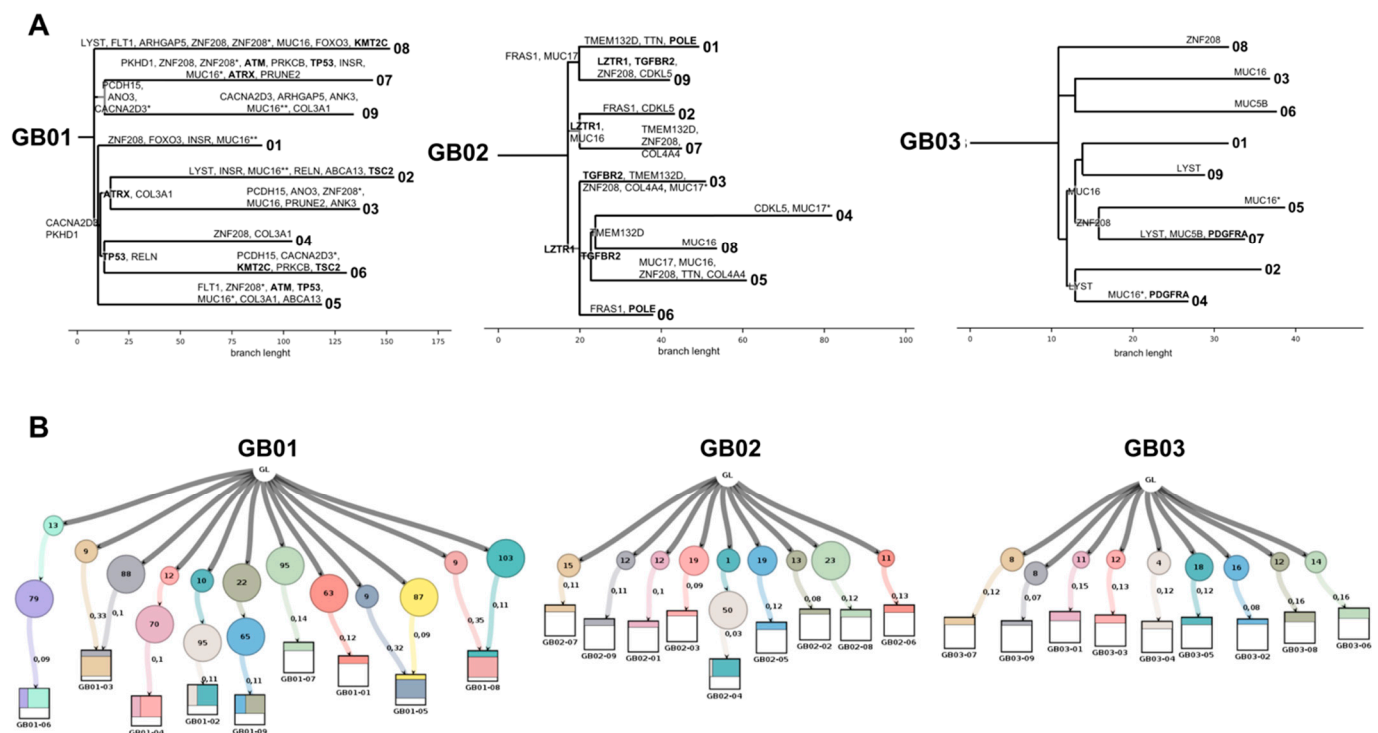 A
GB01
LYST, FLT1, ARHGAP5, ZNF208, ZNF208*, MUC16, FOXO3, KMT2C
08
PKHD1, ZNF208, ZNF208*, ATM, PRKCB, TP53, INSR,
MUC16*, ATRX, PRUNE2
07
PCDH15,
ANO3,
CACNA2D3*
CACNA2D3, ARHGAP5, ANK3,
MUC16**, COL3A1
09
ZNF208, FOXO3, INSR, MUC16**
01
LYST, INSR, MUC16**, RELN, ABCA13, TSC2
02
ATRX, COL3A1
PCDH15, ANO3, ZNF208*,
MUC16, PRUNE2, ANK3
03
CACNA2D3
PKHD1
ZNF208, COL3A1
04
TP53, RELN
PCDH15, CACNA2D3*,
KMT2C, PRKCB, TSC2
06
FLT1, ZNF208*, ATM, TP53,
MUC16*, COL3A1, ABCA13
05
0 25 50 75 100 125 150 175
branch lenght
GB02
FRAS1, MUC17
TMEM132D, TTN, POLE
01
LZTR1, TGFBR2,
ZNF208, CDKL5
09
FRAS1, CDKL5
02
LZTR1,
MUC16
TMEM132D,
ZNF208,
COL4A4
07
TGFBR2, TMEM132D,
ZNF208, COL4A4, MUC17*
03
CDKL5, MUC17*
04
TMEM132D
MUC16
08
LZTR1
TGFBR2
MUC17, MUC16,
ZNF208, TTN, COL4A4
05
FRAS1, POLE
06
0 20 40 60 80 100
branch lenght
GB03
ZNF208
08
MUC16
03
MUC5B
06
01
LYST
09
MUC16
MUC16*
05
ZNF208
LYST, MUC5B, PDGFRA
07
02
LYST
MUC16*, PDGFRA
04
0 10 20 30 40
branch lenght
B
GB01
GL
13
9
88
12
10
22
95
63
9
87
9
103
79
70
95
65
0,33
0,1
0,14
0,12
0,32
0,09
0,35
0,11
0,09
0,1
0,11
0,11
GB01-06
GB01-03
GB01-04
GB01-02
GB01-09
GB01-07
GB01-01
GB01-05
GB01-08
GB02
GL
15
12
12
19
1
19
13
23
11
50
0,11
0,11
0,1
0,09
0,03
0,12
0,08
0,12
0,13
GB02-07
GB02-09
GB02-1
GB02-03
GB02-04
GB02-05
GB02-02
GB02-08
GB02-06
GB03
GL
8
8
11
12
4
18
16
12
14
0,12
0,07
0,15
0,13
0,12
0,12
0,08
0,16
0,16
GB03-07
GB03-09
GB03-1
GB03-03
GB03-04
GB03-05
GB03-02
GB03-08
GB03-06